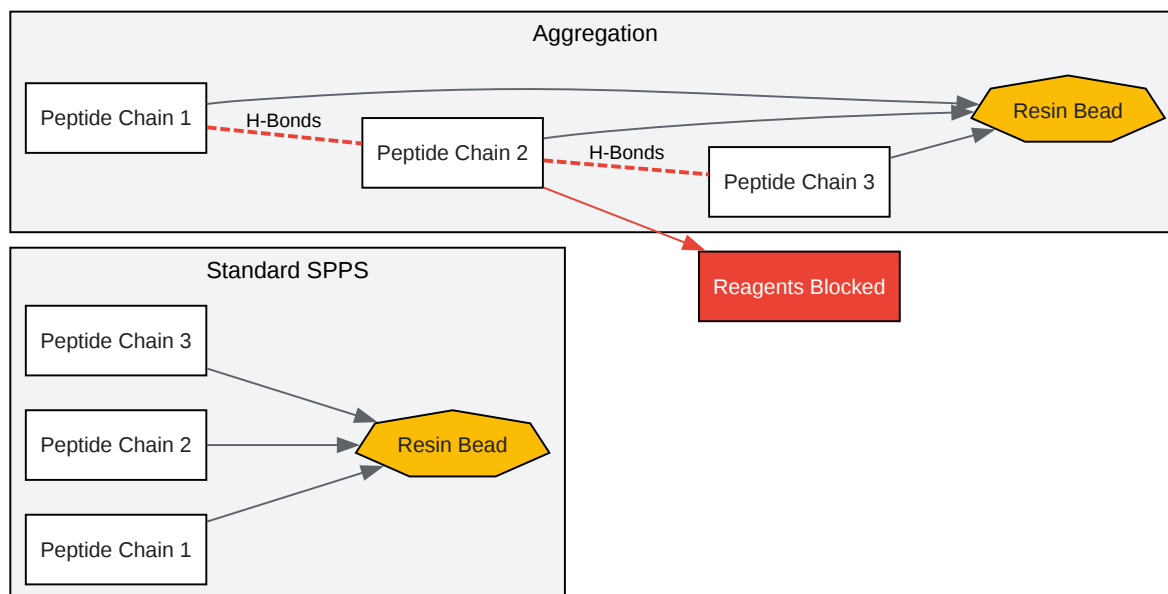 Aggregation
Peptide Chain 1
H-Bonds
Peptide Chain 2
H-Bonds
Peptide Chain 3
Resin Bead
Reagents Blocked
Standard SPPS
Peptide Chain 3
Peptide Chain 2
Peptide Chain 1
Resin Bead